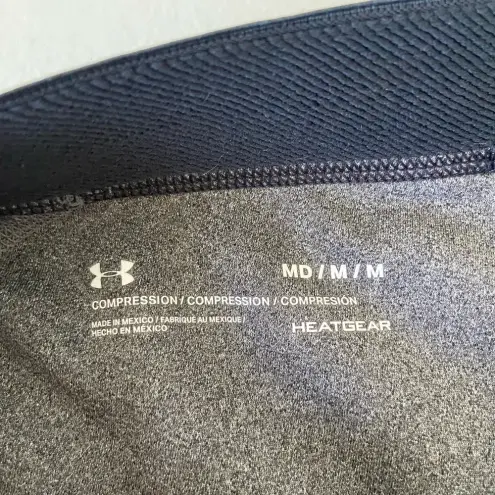 MD / M / M
COMPRESSION / COMPRESSION / COMPRESIÓN
MADE IN MEXICO / FABRIQUÉ AU MEXIQUE /
HECHO EN MÉXICO
HEATGEAR